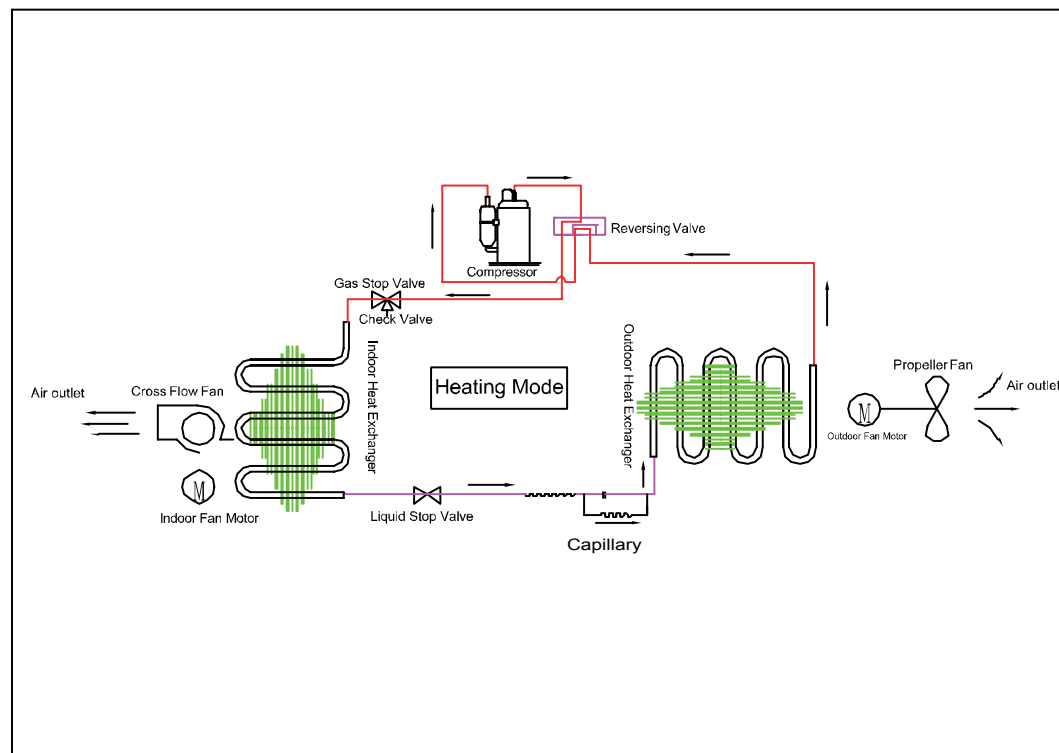 Reversing Valve
Compressor
Gas Stop Valve
Check Valve
Indoor Heat Exchanger
Outdoor Heat Exchanger
Heating Mode
Propeller Fan
Air outlet
Cross Flow Fan
Air outlet
M
Outdoor Fan Motor
M
Indoor Fan Motor
Liquid Stop Valve
Capillary